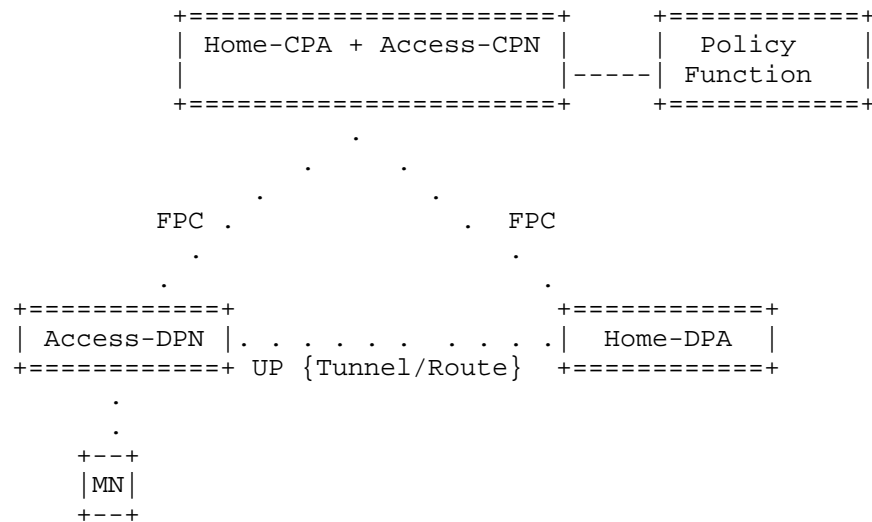 Home-CPA + Access-CPN Policy
Function
FPC FPC
Access-DPN Home-DPA
UP {Tunnel/Route}
MN